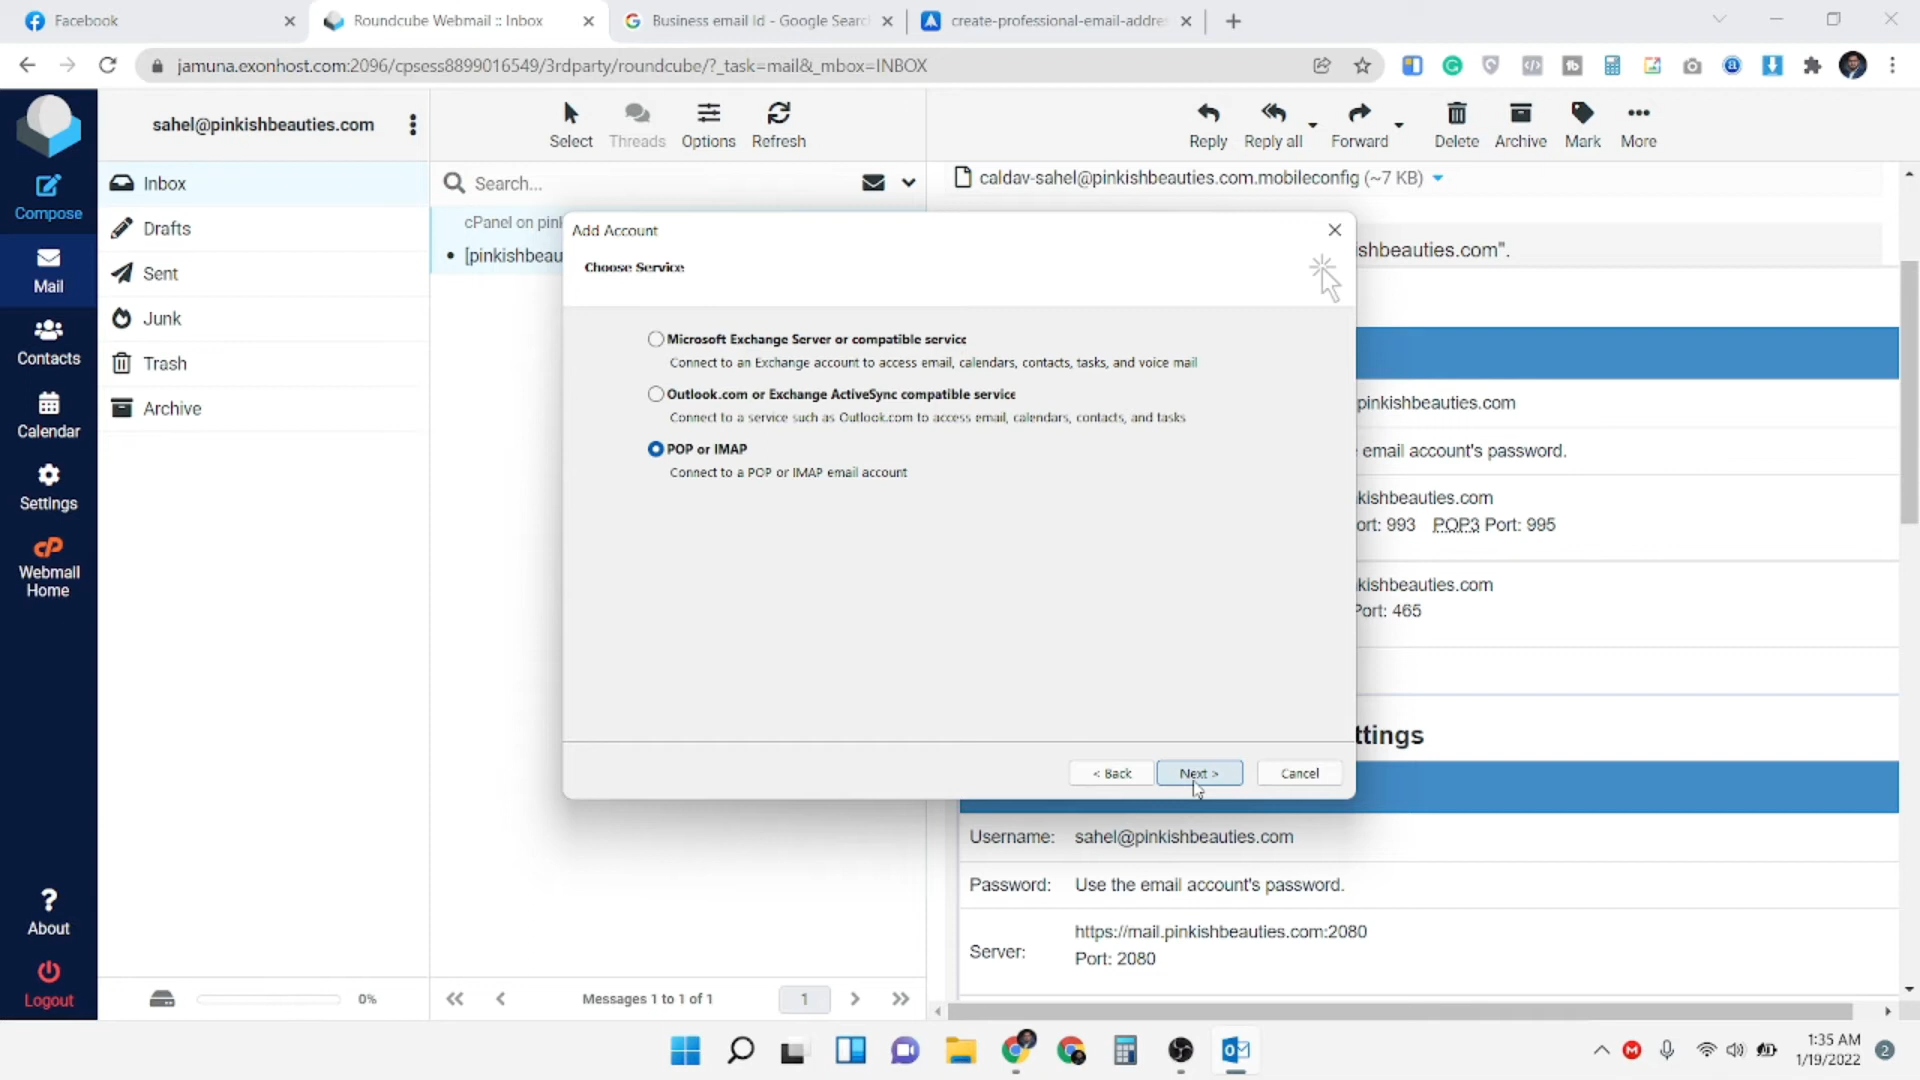 Facebook
Roundcube Webmail :: Inbox
Business email id - Google Searc
create-professional-email-addre
jamuna.exonhost.com:2096/cpsess8899016549/3rdparty/roundcube/?_task=mail&_mbox=INBOX
sahel@pinkishbeauties.com
Select
Threads
Options
Refresh
Reply
Reply all
Forward
Delete
Archive
Mark
More
Compose
Mail
Contacts
Calendar
Settings
cP
Webmail
Home
About
Logout
Inbox
Drafts
Sent
Junk
Trash
Archive
0%
Search...
cPanel on pink
[pinkishbeau
Messages 1 to 1 of 1
1
caldav-sahel@pinkishbeauties.com.mobileconfig (~7 KB)
shbeauties.com".
pinkishbeauties.com
email account's password.
kishbeauties.com
ort: 993 POP3 Port: 995
kishbeauties.com
Port: 465
ttings
Username: sahel@pinkishbeauties.com
Password: Use the email account's password.
Server:
https://mail.pinkishbeauties.com:2080
Port: 2080
Add Account
Choose Service
Microsoft Exchange Server or compatible service
Connect to an Exchange account to access email, calendars, contacts, tasks, and voice mail
Outlook.com or Exchange ActiveSync compatible service
Connect to a service such as Outlook.com to access email, calendars, contacts, and tasks
POP or IMAP
Connect to a POP or IMAP email account
< Back
Next >
Cancel
1:35 AM
1/19/2022
2